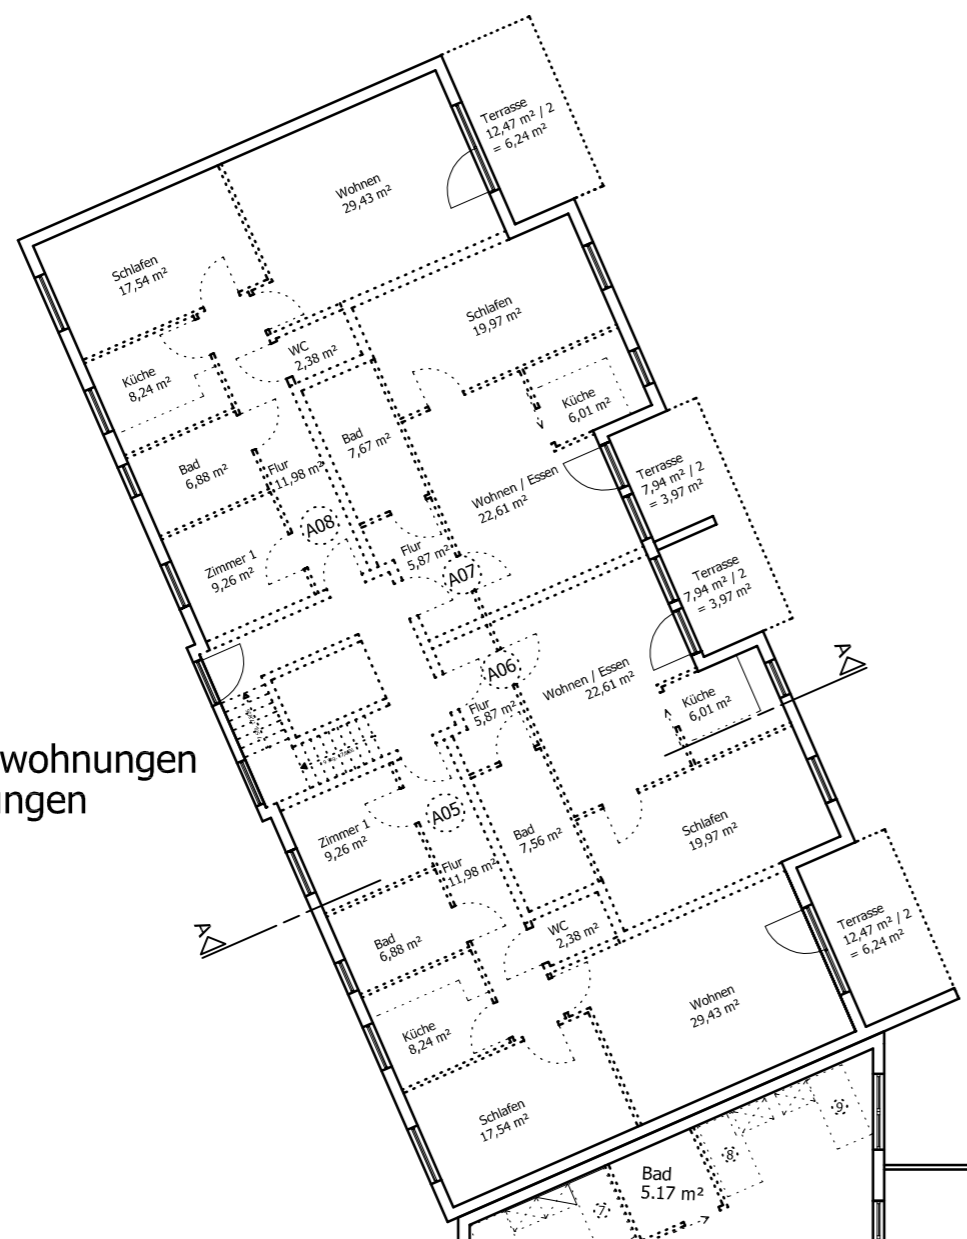 Terrasse
12,47 m² / 2
= 6,24 m²
Wohnen
29,43 m²
Schlafen
17,54 m²
Schlafen
19,97 m²
WC
2,38 m²
Küche
8,24 m²
Küche
6,01 m²
Bad
7,67 m²
Bad
6,88 m²
Flur
11,98 m²
Terrasse
7,94 m² / 2
= 3,97 m²
Wohnen / Essen
22,61 m²
A08
Flur
5,87 m²
Zimmer 1
9,26 m²
A07
Terrasse
7,94 m² / 2
= 3,97 m²
A06
Wohnen / Essen
22,61 m²
A
Küche
6,01 m²
Flur
5,87 m²
wohnungen
ungen
A05
Zimmer 1
9,26 m²
Bad
7,56 m²
Schlafen
19,97 m²
Flur
11,98 m²
Terrasse
12,47 m² / 2
= 6,24 m²
A
Bad
6,88 m²
WC
2,38 m²
Wohnen
29,43 m²
Küche
8,24 m²
Schlafen
17,54 m²
9
8
Bad
5.17 m²
7